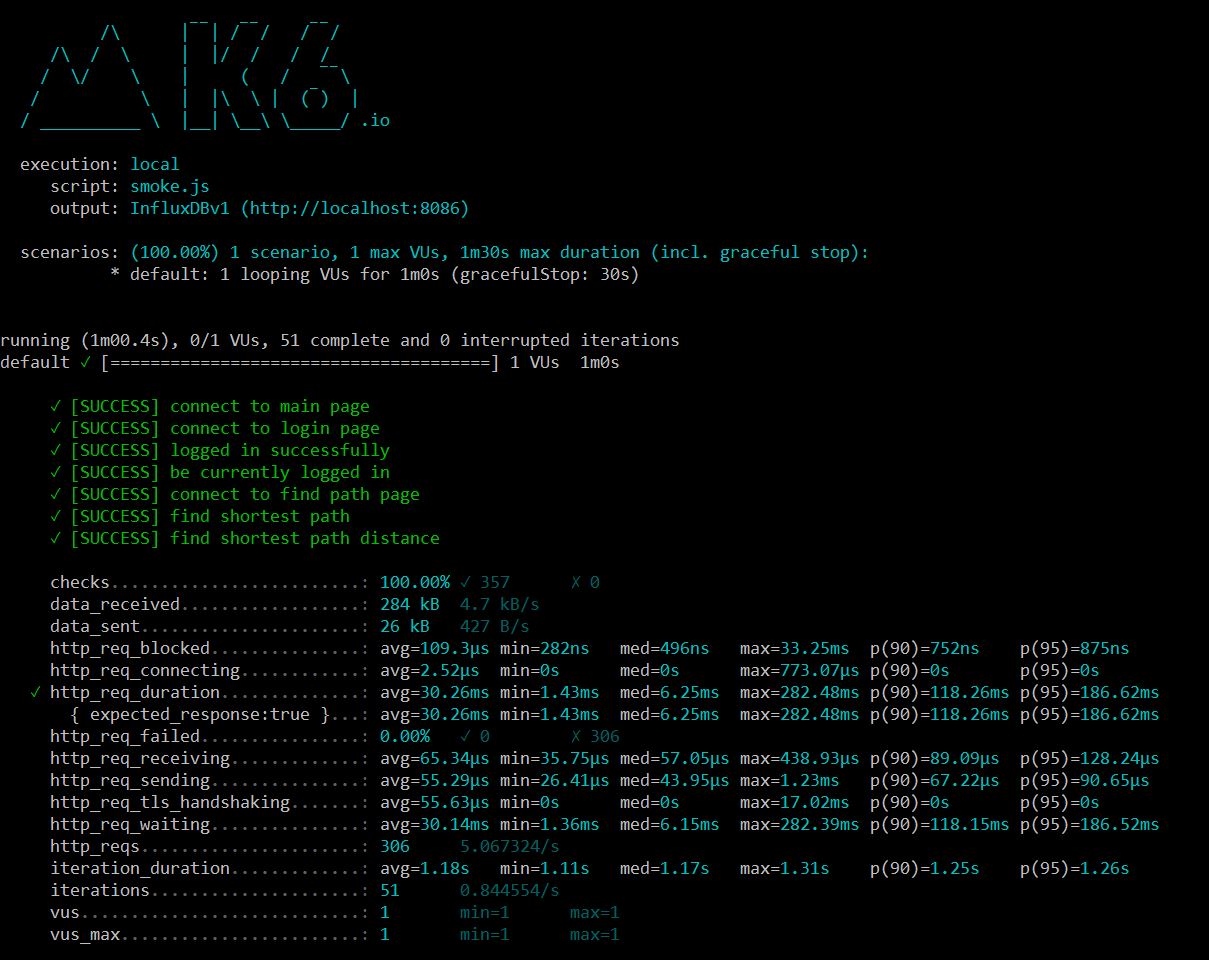 .io
execution: local
script: smoke.js
output: InfluxDBv1 (http://localhost:8086)
scenarios: (100.00%) 1 scenario, 1 max VUs, 1m30s max duration (incl. graceful stop):
* default: 1 looping VUs for 1m0s (gracefulStop: 30s)
running (1m00.4s), 0/1 VUs, 51 complete and 0 interrupted iterations
default ✓ [======================================] 1 VUs  1m0s
✓ [SUCCESS] connect to main page
✓ [SUCCESS] connect to login page
✓ [SUCCESS] logged in successfully
✓ [SUCCESS] be currently logged in
✓ [SUCCESS] connect to find path page
✓ [SUCCESS] find shortest path
✓ [SUCCESS] find shortest path distance
checks.........................: 100.00% ✓ 357      ✗ 0
data_received..................: 284 kB  4.7 kB/s
data_sent......................: 26 kB   427 B/s
http_req_blocked...............: avg=109.3µs min=282ns   med=496ns   max=33.25ms  p(90)=752ns    p(95)=875ns
http_req_connecting............: avg=2.52µs  min=0s      med=0s      max=773.07µs p(90)=0s       p(95)=0s
✓ http_req_duration..............: avg=30.26ms min=1.43ms  med=6.25ms  max=282.48ms p(90)=118.26ms p(95)=186.62ms
{ expected_response:true }...: avg=30.26ms min=1.43ms  med=6.25ms  max=282.48ms p(90)=118.26ms p(95)=186.62ms
http_req_failed................: 0.00%   ✓ 0        ✗ 306
http_req_receiving.............: avg=65.34µs min=35.75µs med=57.05µs max=438.93µs p(90)=89.09µs  p(95)=128.24µs
http_req_sending...............: avg=55.29µs min=26.41µs med=43.95µs max=1.23ms   p(90)=67.22µs  p(95)=90.65µs
http_req_tls_handshaking.......: avg=55.63µs min=0s      med=0s      max=17.02ms  p(90)=0s       p(95)=0s
http_req_waiting...............: avg=30.14ms min=1.36ms  med=6.15ms  max=282.39ms p(90)=118.15ms p(95)=186.52ms
http_reqs......................: 306     5.067324/s
iteration_duration.............: avg=1.18s   min=1.11s   med=1.17s   max=1.31s    p(90)=1.25s    p(95)=1.26s
iterations.....................: 51      0.844554/s
vus............................: 1       min=1      max=1
vus_max........................: 1       min=1      max=1